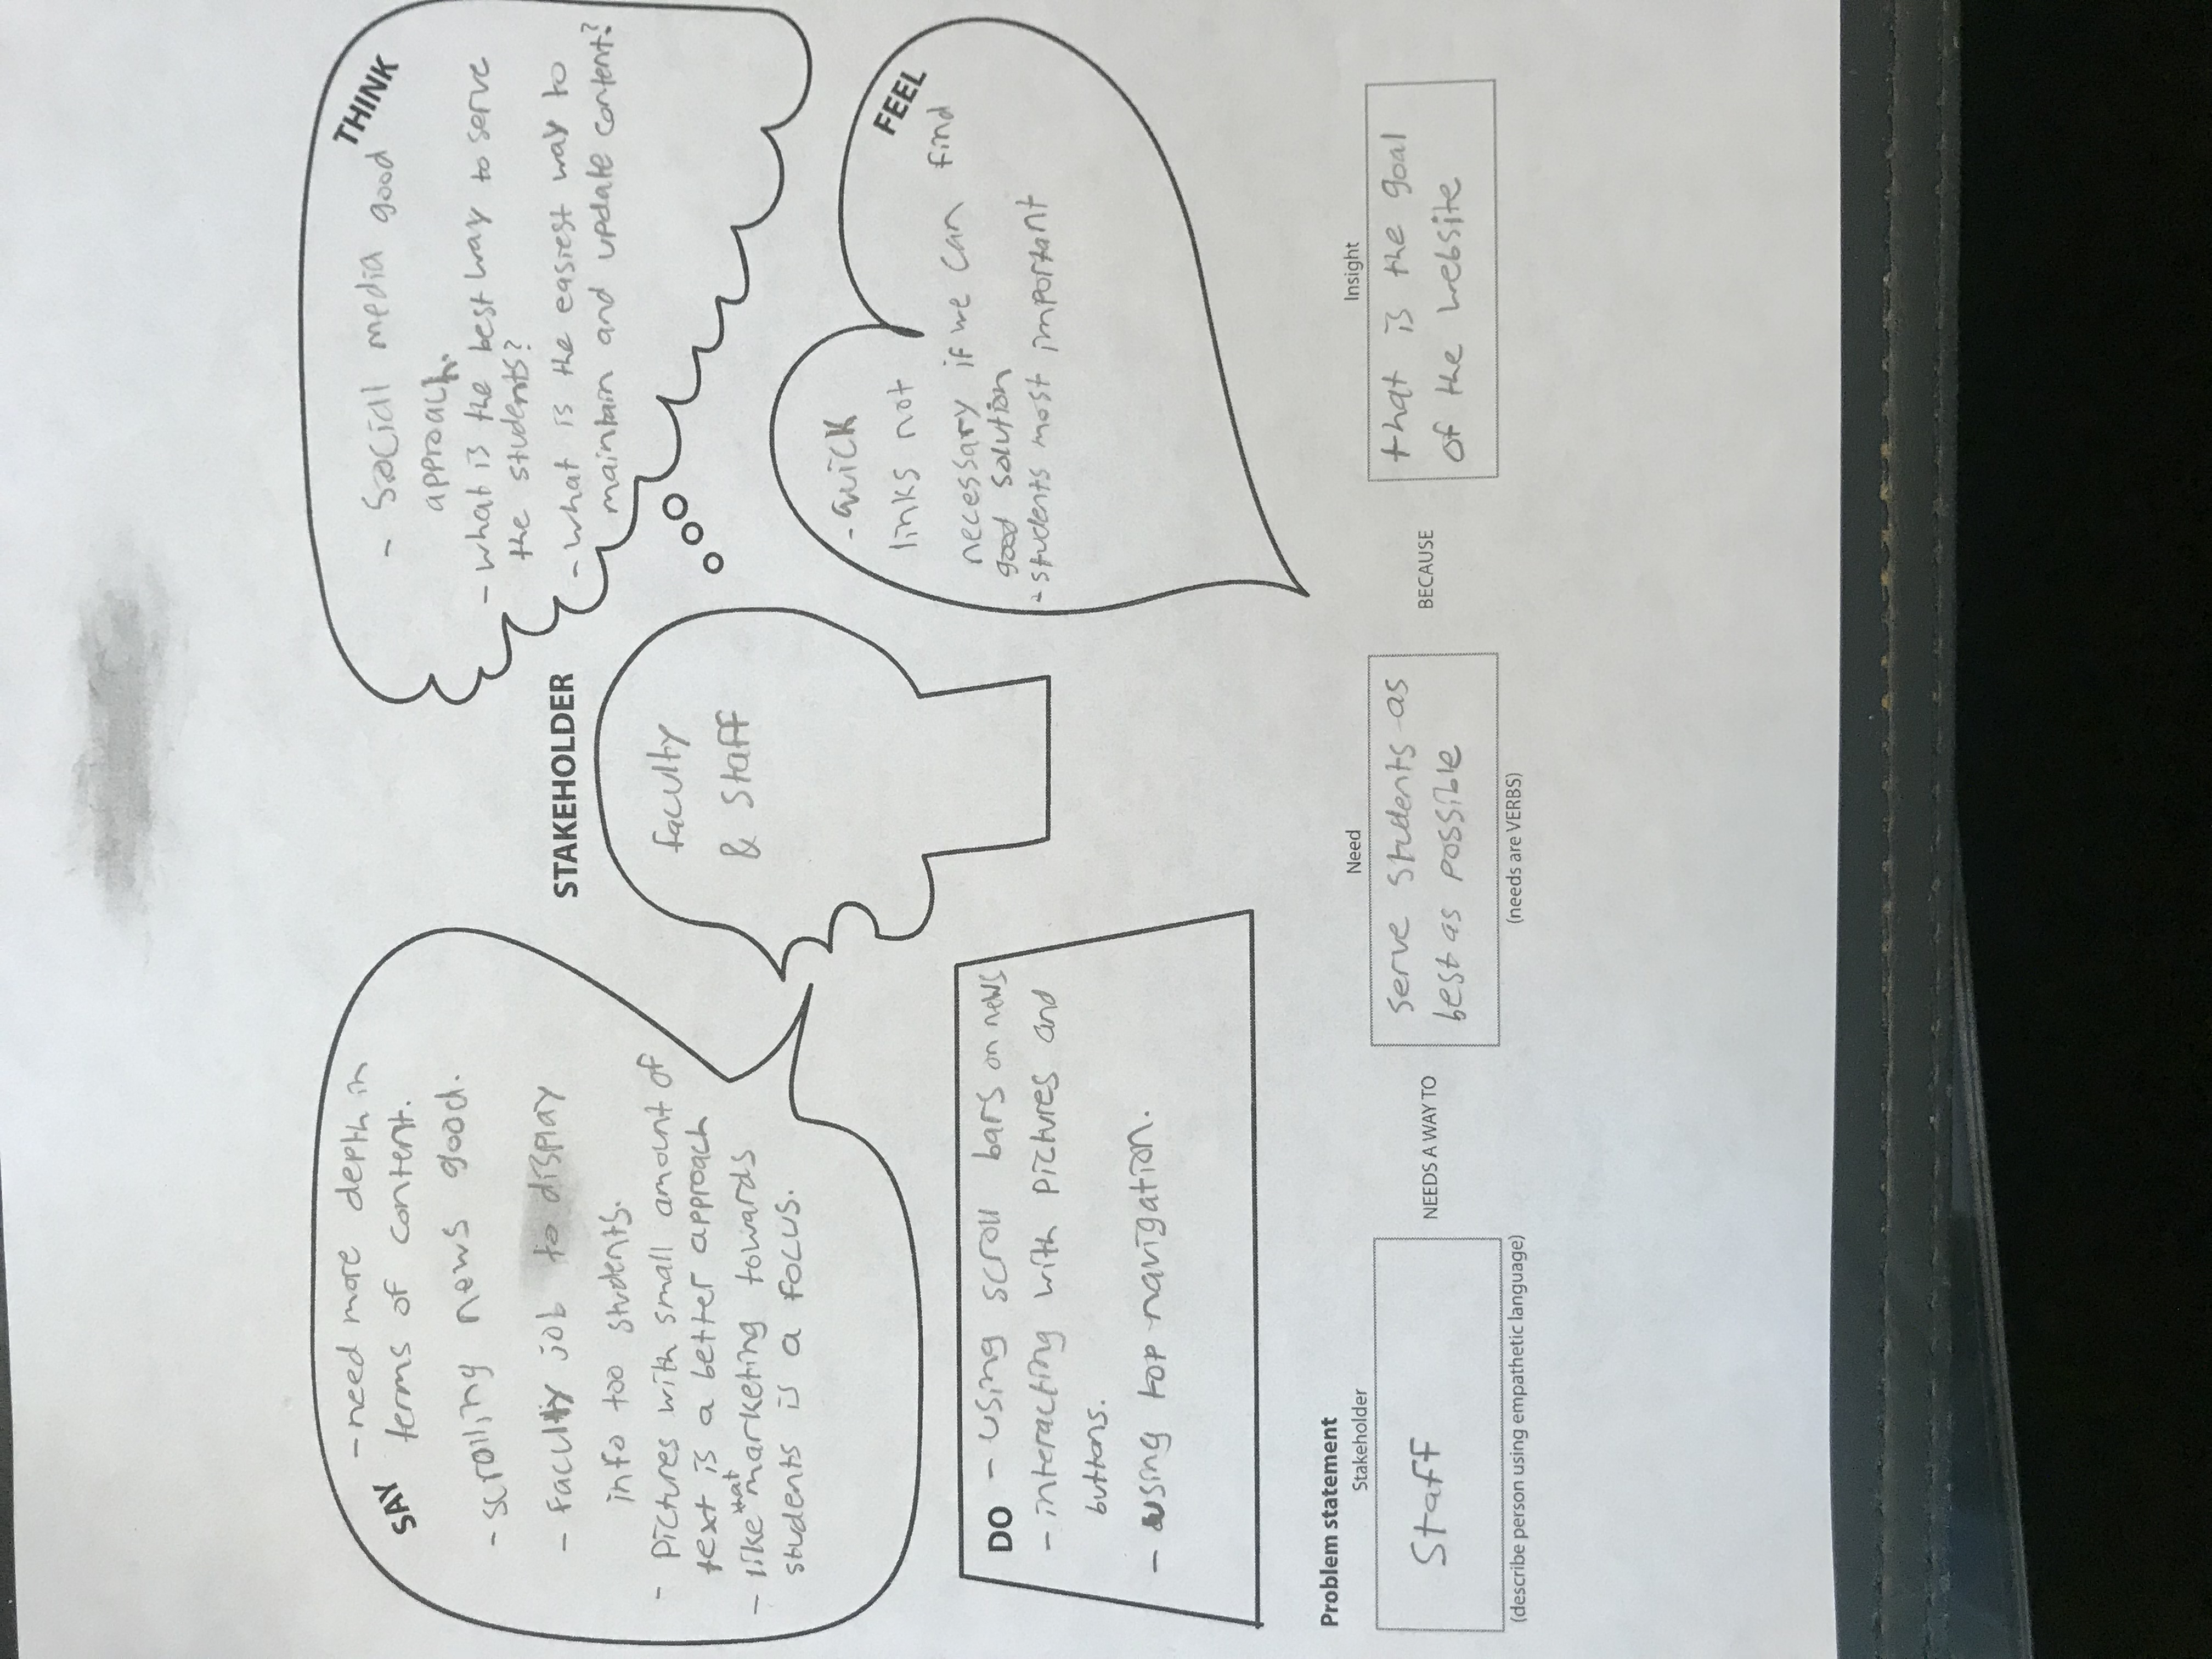 SAY
- need more depth in
terms of content.
- scrolling news good.
- faculty job to display
info too students.
- Pictures with small amount of
text is a better approach
- like that marketing towards
students is a focus.
THINK
- Social media good
approach.
- What is the best way to serve
the students?
- What is the easiest way to
maintain and update content?
STAKEHOLDER
faculty
& Staff
FEEL
- quick
links not
necessary if we can find
good solution
- students most important
DO - using scroll bars on news
- interacting with pictures and
buttons.
- using top navigation.
Problem statement
Stakeholder
Staff
(describe person using empathetic language)
NEEDS A WAY TO
Need
serve students as
best as possible
(needs are VERBS)
BECAUSE
Insight
that is the goal
of the website